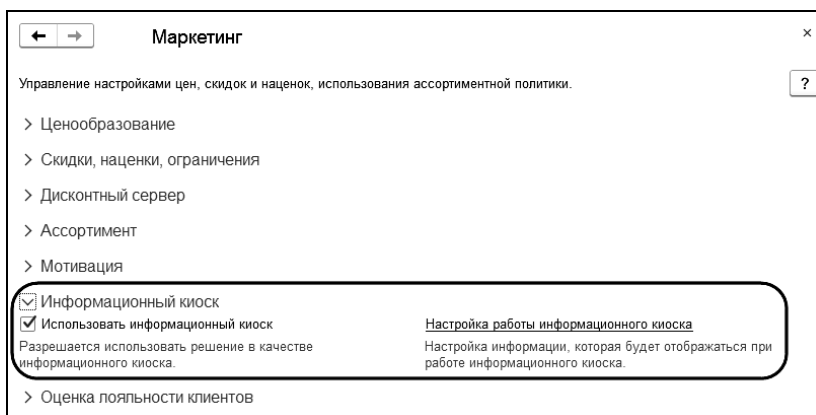 Маркетинг
Управление настройками цен, скидок и наценок, использования ассортиментной политики.
?
Ценообразование
Скидки, наценки, ограничения
Дисконтный сервер
Ассортимент
Мотивация
Информационный киоск
Использовать информационный киоск
Настройка работы информационного киоска
Разрешается использовать решение в качестве
информационного киоска.
Настройка информации, которая будет отображаться при
работе информационного киоска.
Оценка лояльности клиентов